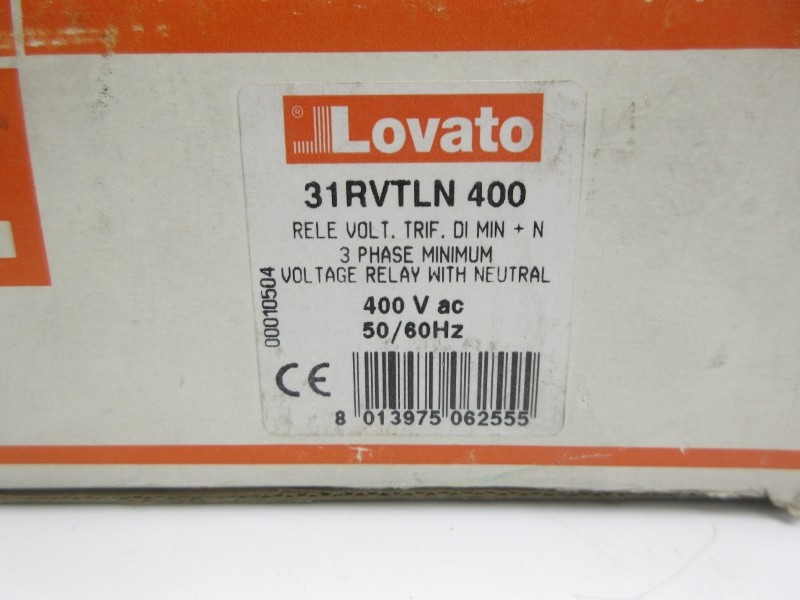 ® Lovato
31RVTLN 400
RELE VOLT. TRIF. DI MIN + N
3 PHASE MINIMUM
VOLTAGE RELAY WITH NEUTRAL
00010504
400 V ac
50/60Hz
CE
8 013975 062555